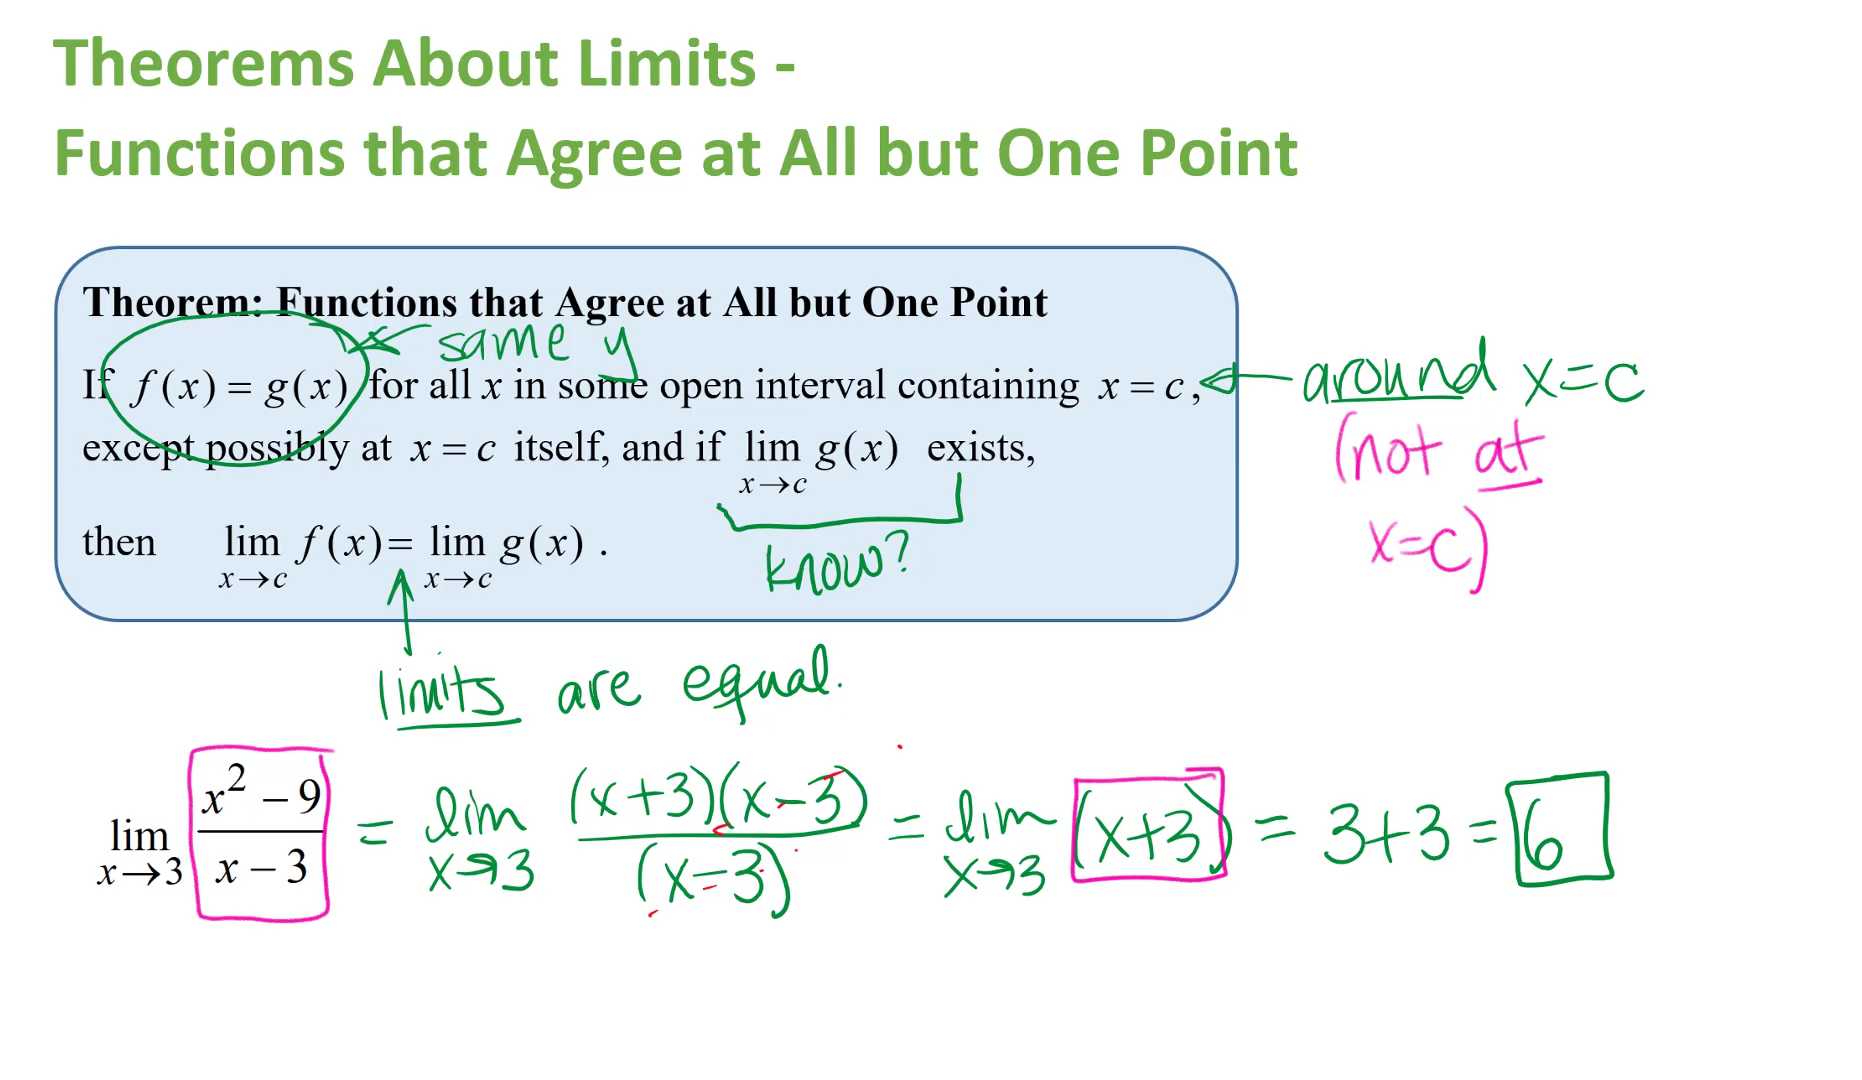 Theorems About Limits -
Functions that Agree at All but One Point
Theorem: Functions that Agree at All but One Point
same y
If f(x) = g(x) for all x in some open interval containing x = c,
around x=c
(not at
x=c)
except possibly at x = c itself, and if lim g(x) exists,
x→c
know?
then lim f(x) = lim g(x) .
x→c x→c
limits are equal.
lim x² − 9 / x − 3 = lim (x+3)(x−3) / (x−3) = lim (x+3) = 3+3 = 6
x→3 x→3 x→3